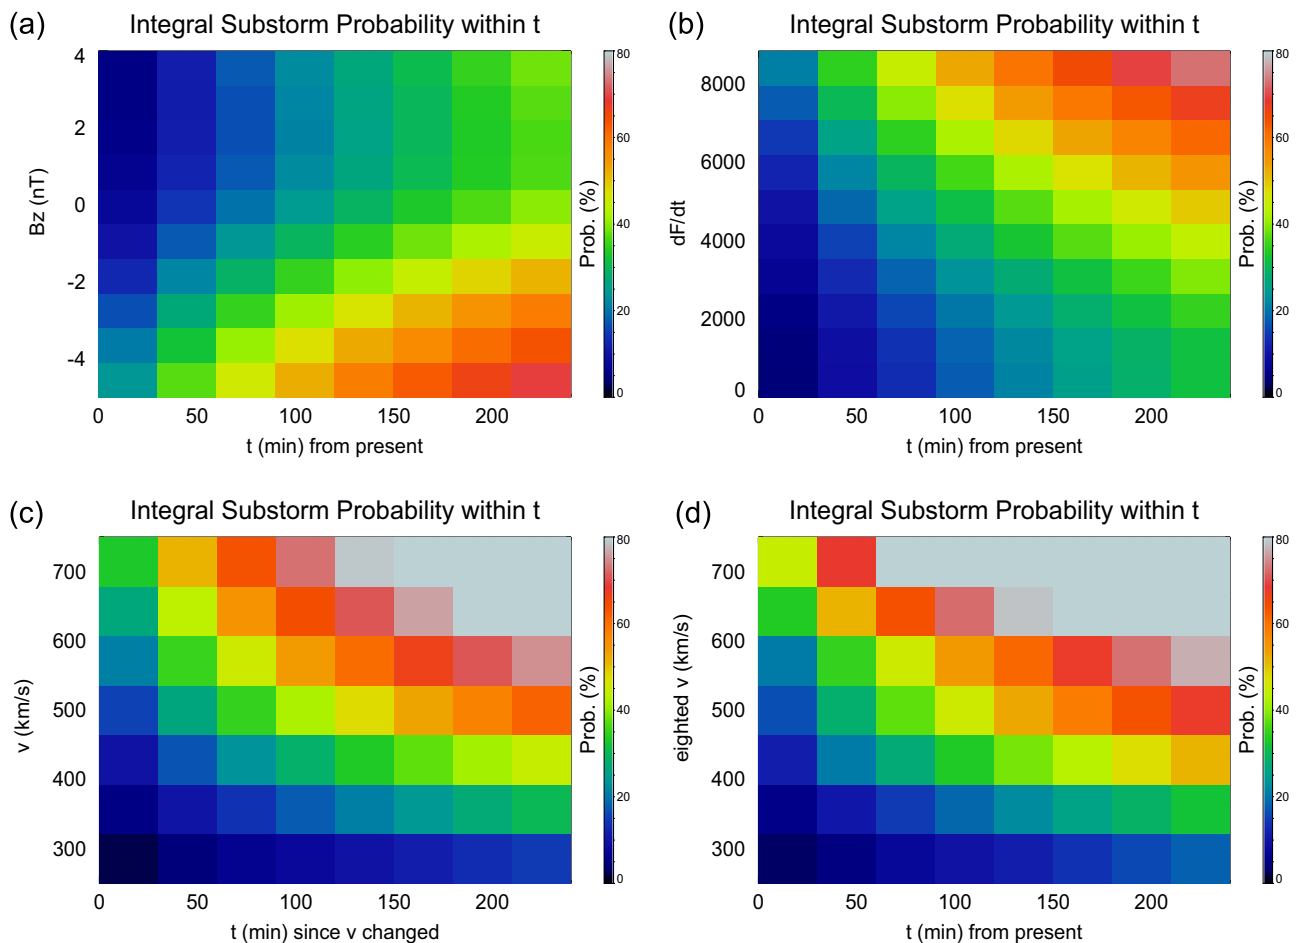 (a) Integral Substorm Probability within t
Bz (nT)
4
2
0
-2
-4
0 50 100 150 200
t (min) from present
Prob. (%)
80
60
40
20
0
(b) Integral Substorm Probability within t
dF/dt
8000
6000
4000
2000
0
0 50 100 150 200
t (min) from present
Prob. (%)
80
60
40
20
0
(c) Integral Substorm Probability within t
v (km/s)
700
600
500
400
300
0 50 100 150 200
t (min) since v changed
Prob. (%)
80
60
40
20
0
(d) Integral Substorm Probability within t
eighted v (km/s)
700
600
500
400
300
0 50 100 150 200
t (min) from present
Prob. (%)
80
60
40
20
0